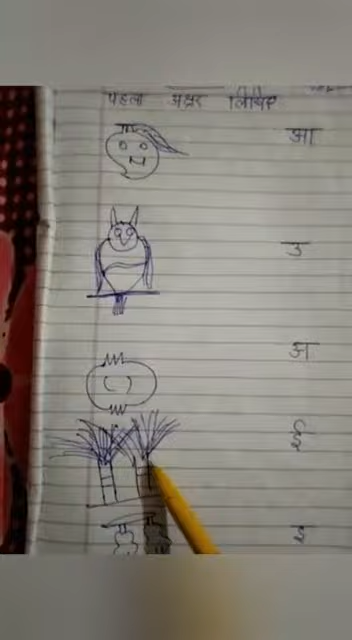 पहला अक्षर लिखिए
आ
उ
अ
ई
इ